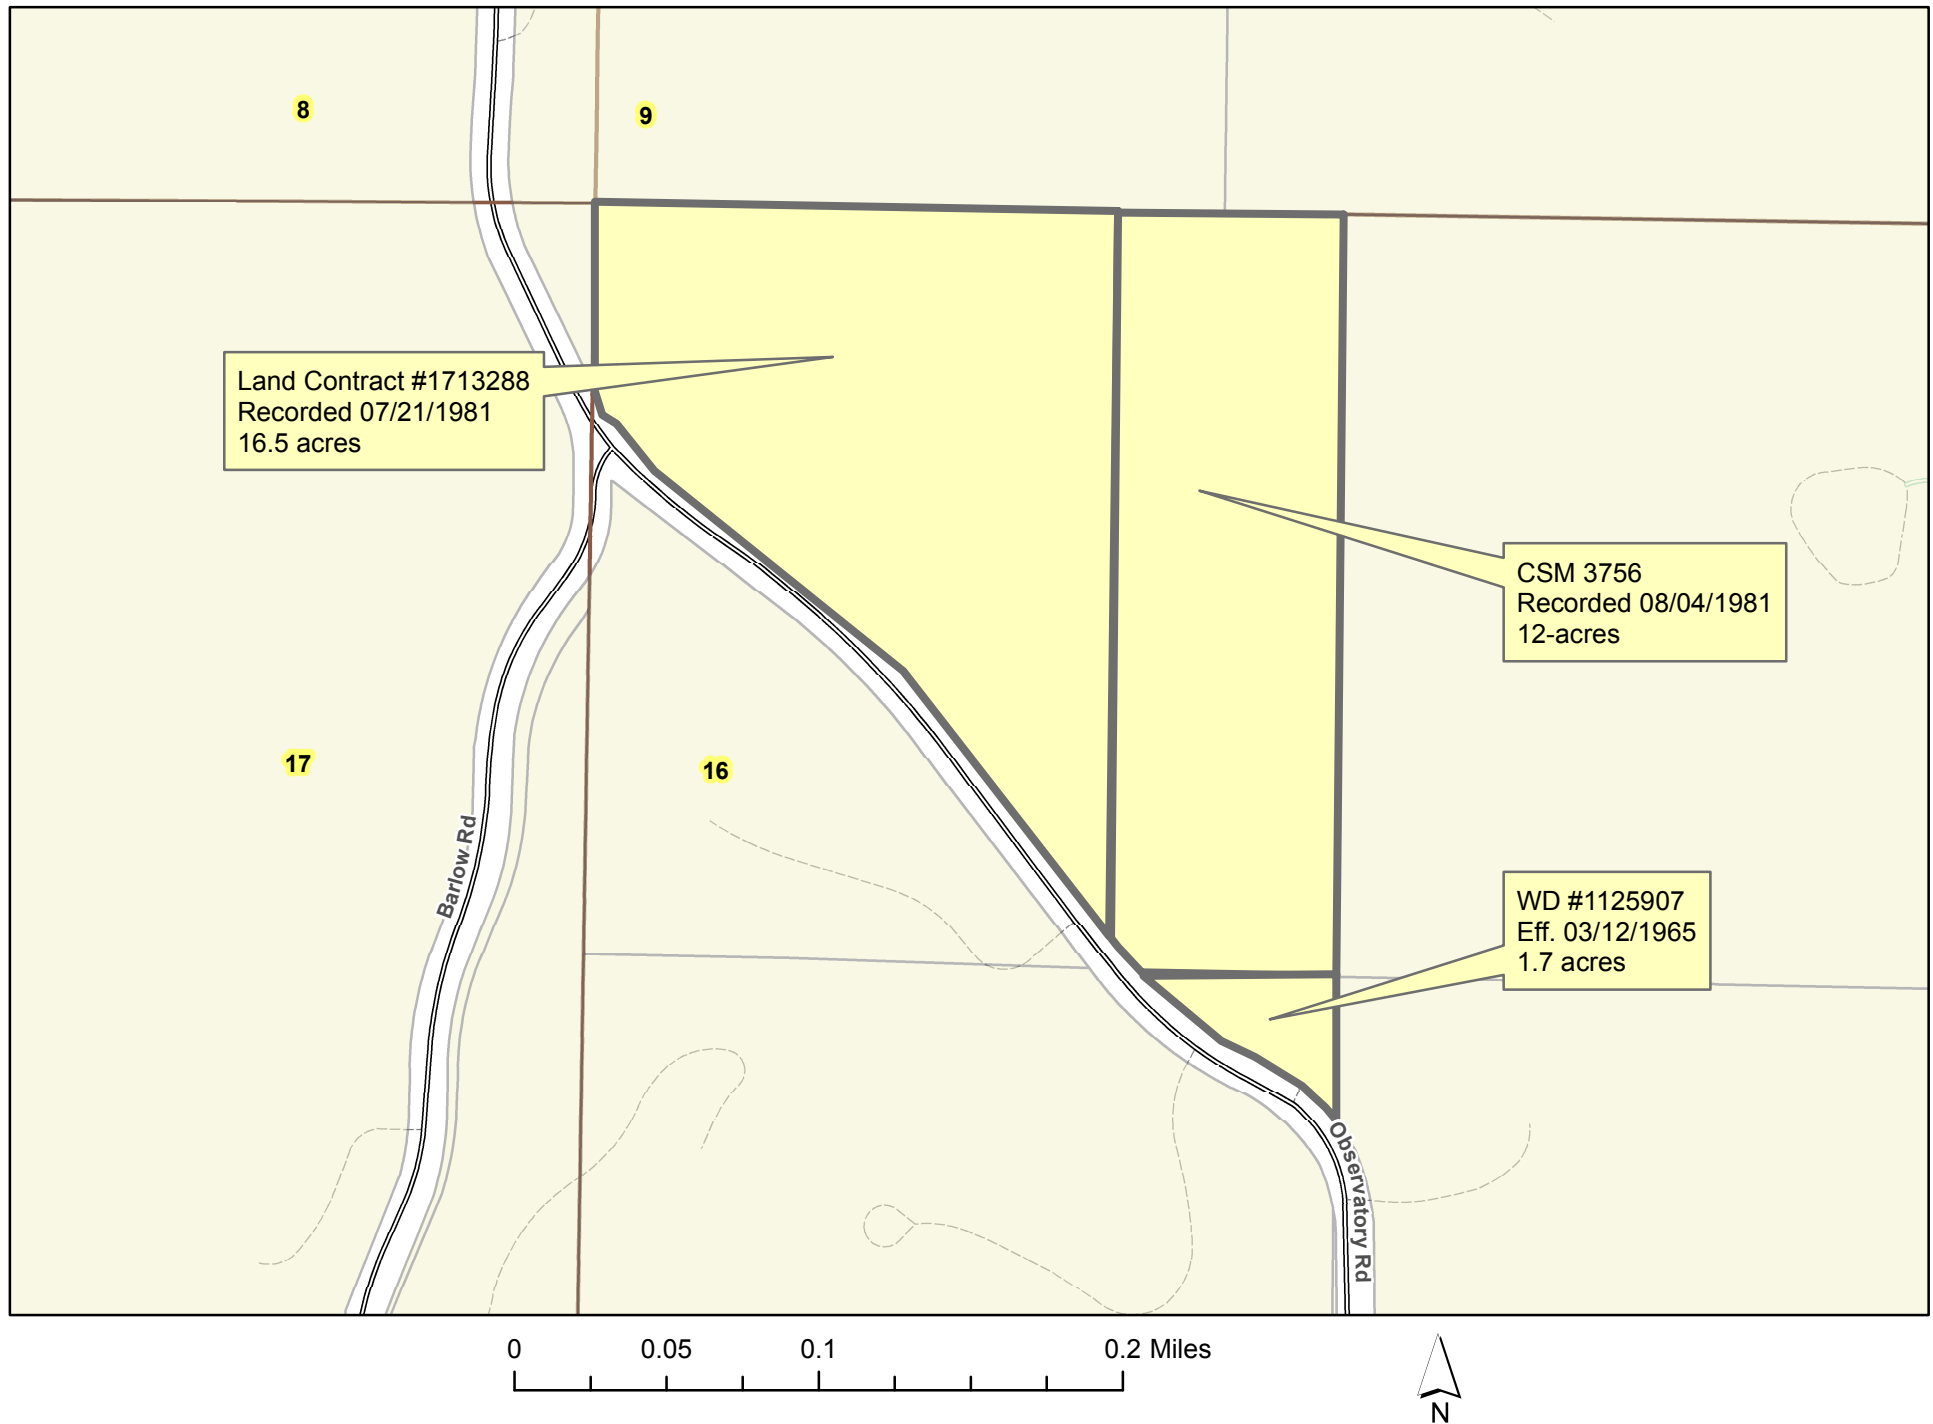 8
9
Land Contract #1713288
Recorded 07/21/1981
16.5 acres
CSM 3756
Recorded 08/04/1981
12-acres
17
16
Barlow Rd
WD #1125907
Eff. 03/12/1965
1.7 acres
Observatory Rd
0 0.05 0.1 0.2 Miles
N